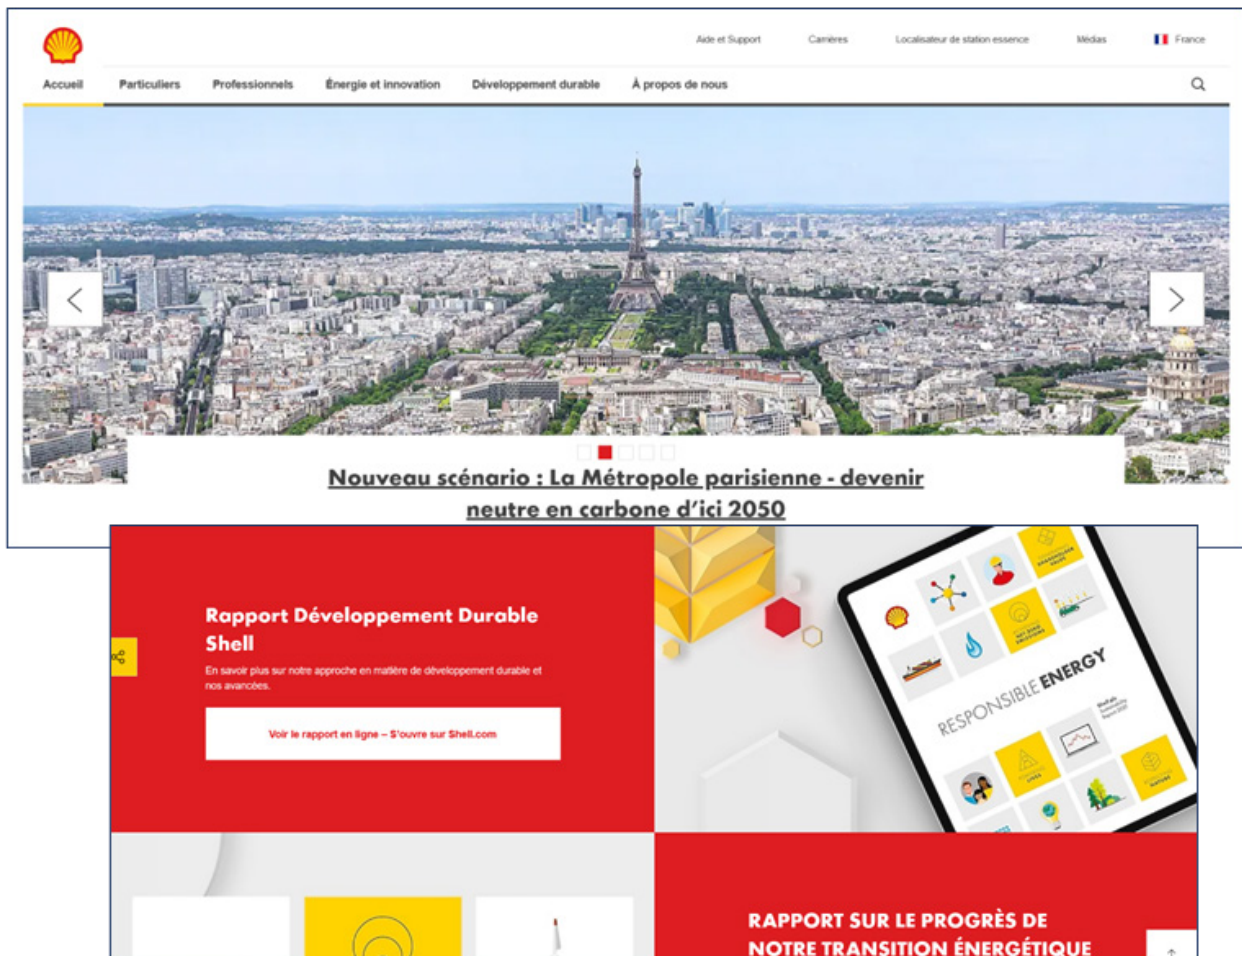 Aide et Support
Carrières
Localisateur de station essence
Médias
France
Accueil
Particuliers
Professionnels
Énergie et innovation
Développement durable
À propos de nous
Nouveau scénario : La Métropole parisienne - devenir
neutre en carbone d'ici 2050
Rapport Développement Durable
Shell
En savoir plus sur notre approche en matière de développement durable et
nos avancées.
Voir le rapport en ligne – S'ouvre sur Shell.com
RESPONSIBLE ENERGY
RAPPORT SUR LE PROGRÈS DE
NOTRE TRANSITION ÉNERGÉTIQUE